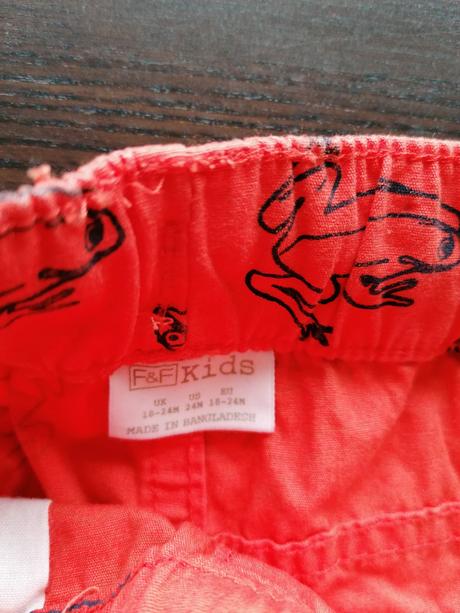 F&F Kids
UK US EU
18-24M 24M 18-24M
MADE IN BANGLADESH